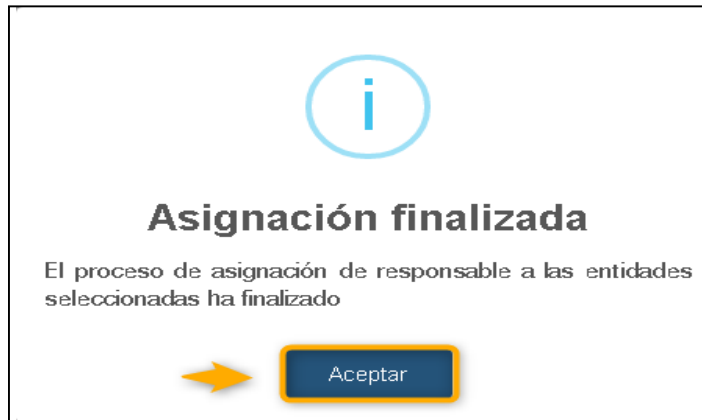 i
Asignación finalizada
El proceso de asignación de responsable a las entidades
seleccionadas ha finalizado
Aceptar